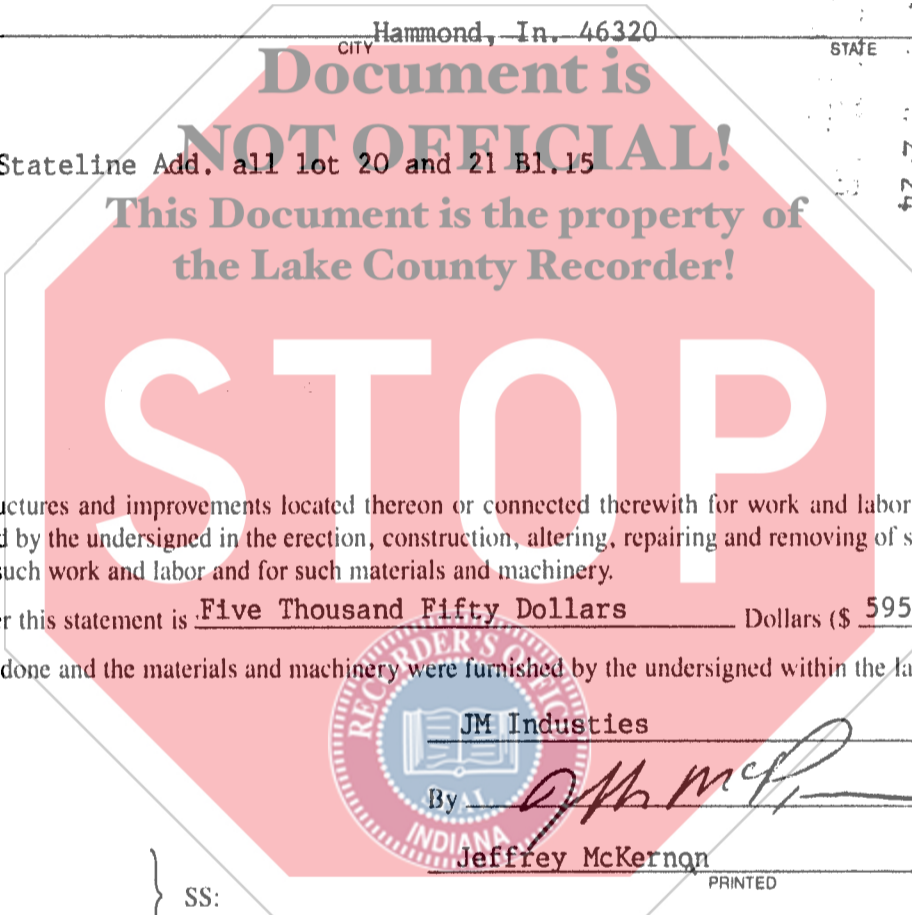 Hammond, In. 46320
CITY STATE
Document is
NOT OFFICIAL!
Stateline Add. all lot 20 and 21 Bl.15
This Document is the property of
the Lake County Recorder!
STOP
uctures and improvements located thereon or connected therewith for work and labor
d by the undersigned in the erection, construction, altering, repairing and removing of s
uch work and labor and for such materials and machinery.
r this statement is Five Thousand Fifty Dollars Dollars ($ 595
done and the materials and machinery were furnished by the undersigned within the la
RECORDER'S OFFICE
JM Industies
By
INDIANA
Jeffrey McKernon
PRINTED
SS: